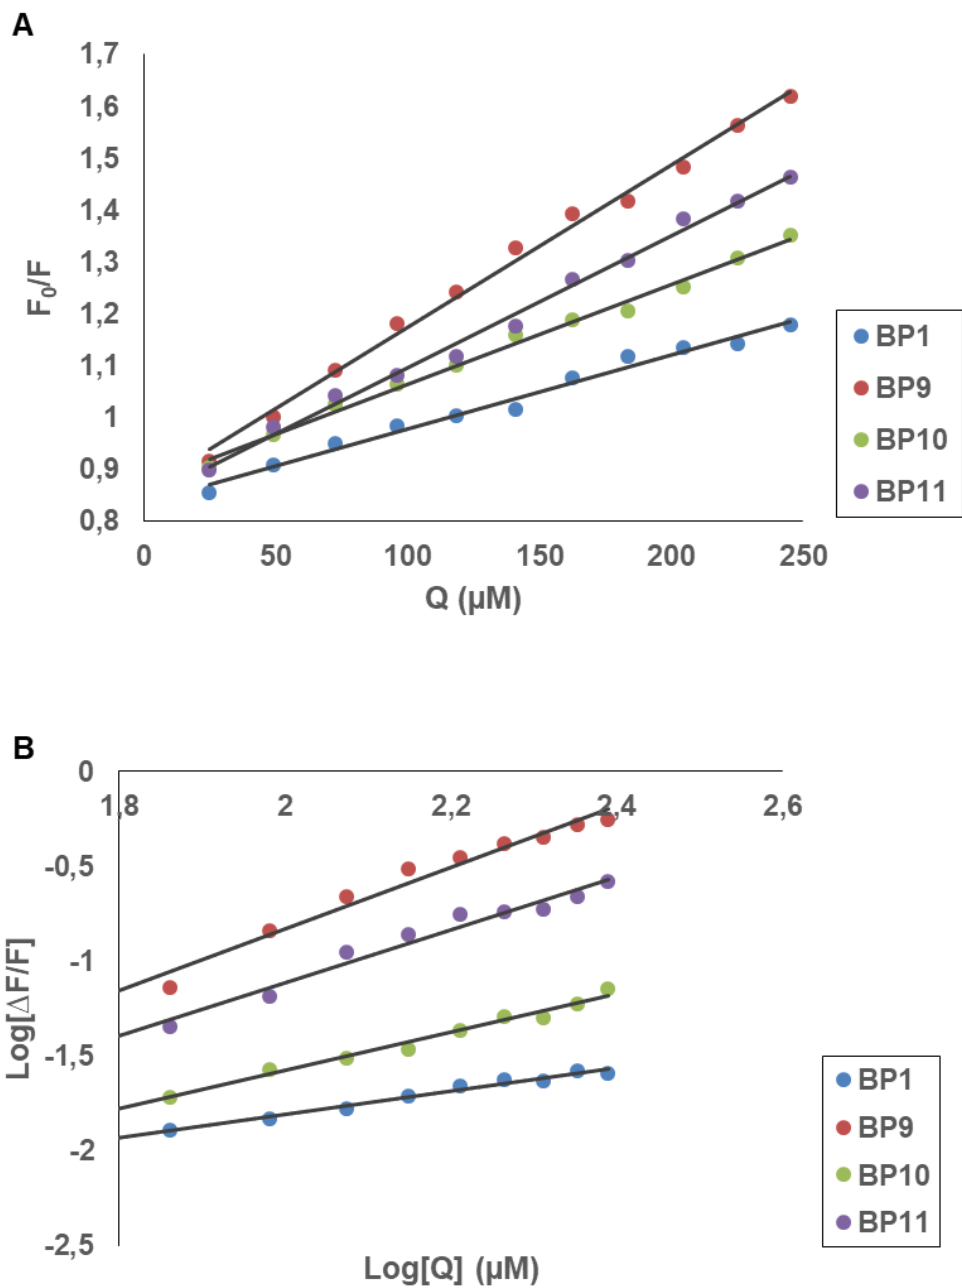 A
1,7
1,6
1,5
1,4
1,3
1,2
1,1
1
0,9
0,8
F₀/F
0 50 100 150 200 250
Q (µM)
BP1
BP9
BP10
BP11
B
0
1,8 2 2,2 2,4 2,6
-0,5
-1
-1,5
-2
-2,5
Log[ΔF/F]
Log[Q] (µM)
BP1
BP9
BP10
BP11